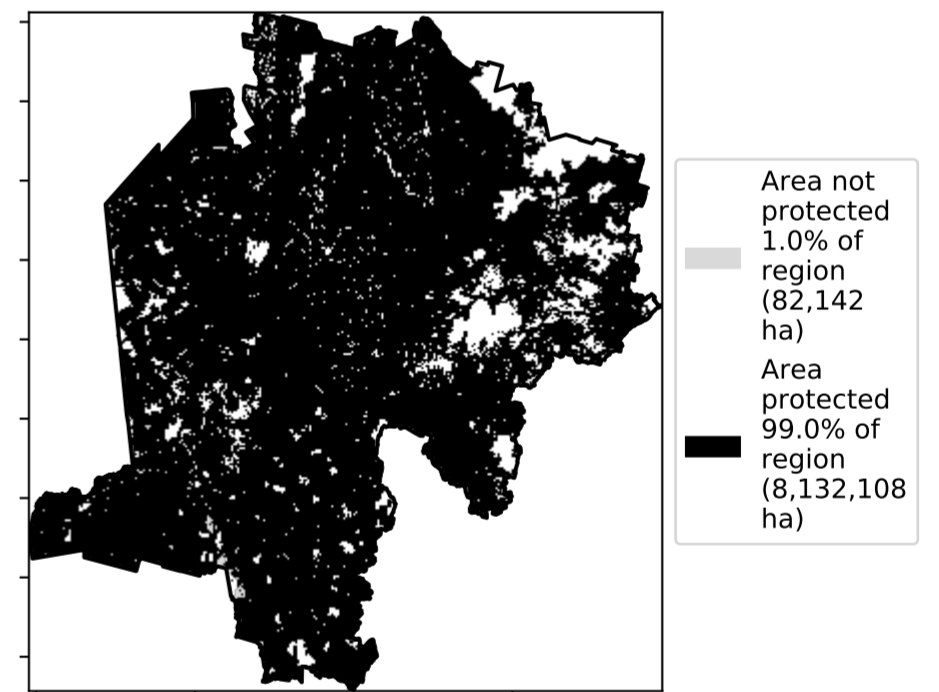 Area not
protected
1.0% of
region
(82,142
ha)
Area
protected
99.0% of
region
(8,132,108
ha)